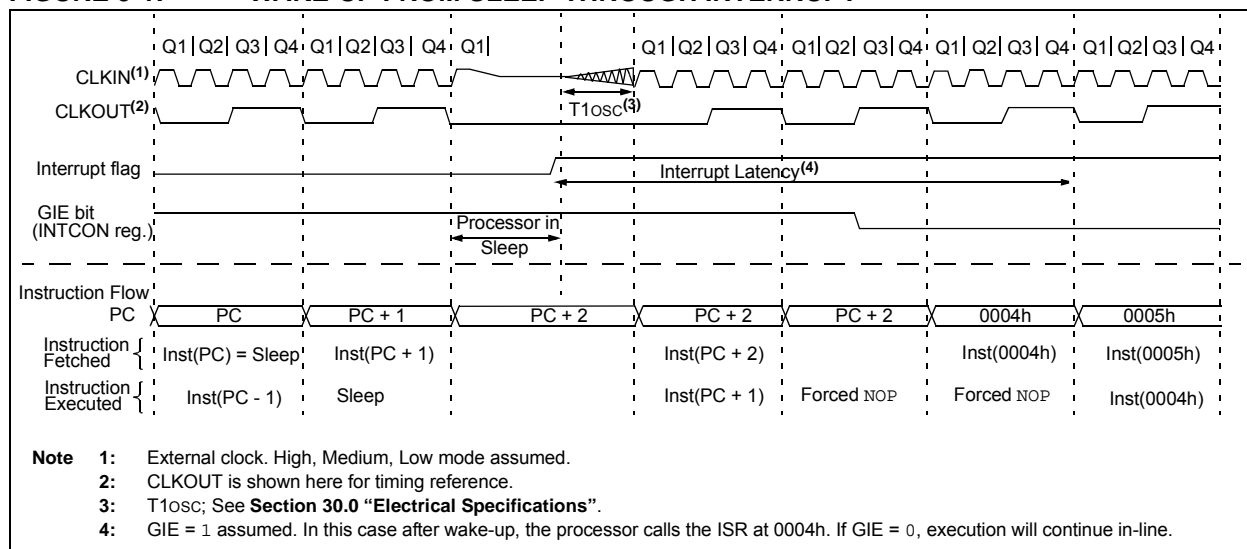 Q1| Q2| Q3| Q4 Q1| Q2| Q3| Q4 Q1| Q1| Q2| Q3| Q4 Q1| Q2| Q3| Q4 Q1| Q2| Q3| Q4 Q1| Q2| Q3| Q4
CLKIN(1)
CLKOUT(2) T1OSC(3)
Interrupt flag Interrupt Latency(4)
GIE bit
(INTCON reg.) Processor in
Sleep
Instruction Flow
PC PC PC + 1 PC + 2 PC + 2 PC + 2 0004h 0005h
Instruction
Fetched Inst(PC) = Sleep Inst(PC + 1) Inst(PC + 2) Inst(0004h) Inst(0005h)
Instruction
Executed Inst(PC - 1) Sleep Inst(PC + 1) Forced NOP Forced NOP Inst(0004h)
Note 1: External clock. High, Medium, Low mode assumed.
2: CLKOUT is shown here for timing reference.
3: T1OSC; See Section 30.0 “Electrical Specifications”.
4: GIE = 1 assumed. In this case after wake-up, the processor calls the ISR at 0004h. If GIE = 0, execution will continue in-line.